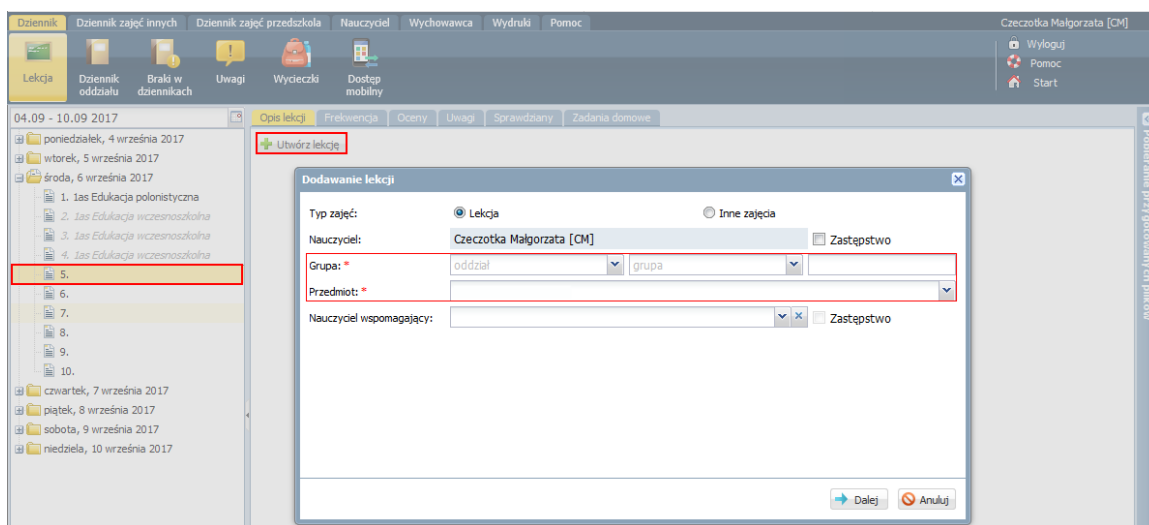 Dziennik Dziennik zajęć innych Dziennik zajęć przedszkola Nauczyciel Wychowawca Wydruki Pomoc Czeczotka Małgorzata [CM]
Lekcja
Dziennik oddziału
Braki w dziennikach
Uwagi
Wycieczki
Dostęp mobilny
Wyloguj
Pomoc
Start
04.09 - 10.09 2017
poniedziałek, 4 września 2017
wtorek, 5 września 2017
środa, 6 września 2017
1. 1as Edukacja polonistyczna
2. 1as Edukacja wczesnoszkolna
3. 1as Edukacja wczesnoszkolna
4. 1as Edukacja wczesnoszkolna
5.
6.
7.
8.
9.
10.
czwartek, 7 września 2017
piątek, 8 września 2017
sobota, 9 września 2017
niedziela, 10 września 2017
Opis lekcji Frekwencja Oceny Uwagi Sprawdziany Zadania domowe
Utwórz lekcję
Dodawanie lekcji
Typ zajęć: Lekcja Inne zajęcia
Nauczyciel: Czeczotka Małgorzata [CM] Zastępstwo
Grupa: * oddział grupa
Przedmiot: *
Nauczyciel wspomagający: Zastępstwo
Dalej Anuluj
Pobieranie przygotowanych plików